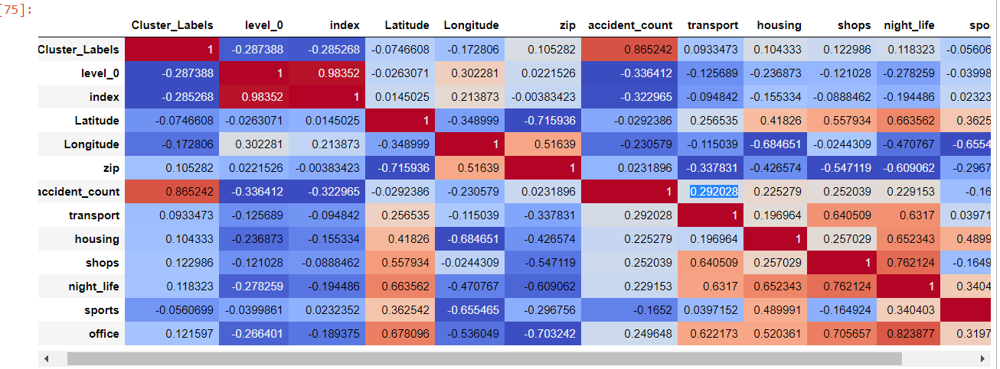 [75]:
Cluster_Labels level_0 index Latitude Longitude zip accident_count transport housing shops night_life spo
Cluster_Labels 1 -0.287388 -0.285268 -0.0746608 -0.172806 0.105282 0.865242 0.0933473 0.104333 0.122986 0.118323 -0.05606
level_0 -0.287388 1 0.98352 -0.0263071 0.302281 0.0221526 -0.336412 -0.125689 -0.236873 -0.121028 -0.278259 -0.03998
index -0.285268 0.98352 1 0.0145025 0.213873 -0.00383423 -0.322965 -0.094842 -0.155334 -0.0888462 -0.194486 0.02323
Latitude -0.0746608 -0.0263071 0.0145025 1 -0.348999 -0.715936 -0.0292386 0.256535 0.41826 0.557934 0.663562 0.3625
Longitude -0.172806 0.302281 0.213873 -0.348999 1 0.51639 -0.230579 -0.115039 -0.684651 -0.0244309 -0.470767 -0.6554
zip 0.105282 0.0221526 -0.00383423 -0.715936 0.51639 1 0.0231896 -0.337831 -0.426574 -0.547119 -0.609062 -0.2967
accident_count 0.865242 -0.336412 -0.322965 -0.0292386 -0.230579 0.0231896 1 0.292028 0.225279 0.252039 0.229153 -0.16
transport 0.0933473 -0.125689 -0.094842 0.256535 -0.115039 -0.337831 0.292028 1 0.196964 0.640509 0.6317 0.03971
housing 0.104333 -0.236873 -0.155334 0.41826 -0.684651 -0.426574 0.225279 0.196964 1 0.257029 0.652343 0.4899
shops 0.122986 -0.121028 -0.0888462 0.557934 -0.0244309 -0.547119 0.252039 0.640509 0.257029 1 0.762124 -0.1649
night_life 0.118323 -0.278259 -0.194486 0.663562 -0.470767 -0.609062 0.229153 0.6317 0.652343 0.762124 1 0.3404
sports -0.0560699 -0.0399861 0.0232352 0.362542 -0.655465 -0.296756 -0.1652 0.0397152 0.489991 -0.164924 0.340403
office 0.121597 -0.266401 -0.189375 0.678096 -0.536049 -0.703242 0.249648 0.622173 0.520361 0.705657 0.823877 0.3197